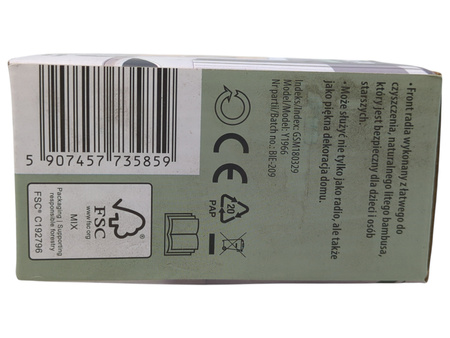 • Front radia wykonany z łatwego do
czyszczenia, naturalnego litego bambusa,
który jest bezpieczny dla dzieci i osób
starszych.
• Może służyć nie tylko jako radio, ale także
jako piękna dekoracja domu.
Indeks/Index: GSM180329
Model/Model: Y1966
Nr partii/Batch no.: BIE-209
CE
20
PAP
5 907457 735859
FSC
www.fsc.org
MIX
Packaging | Supporting
responsible forestry
FSC® C192796